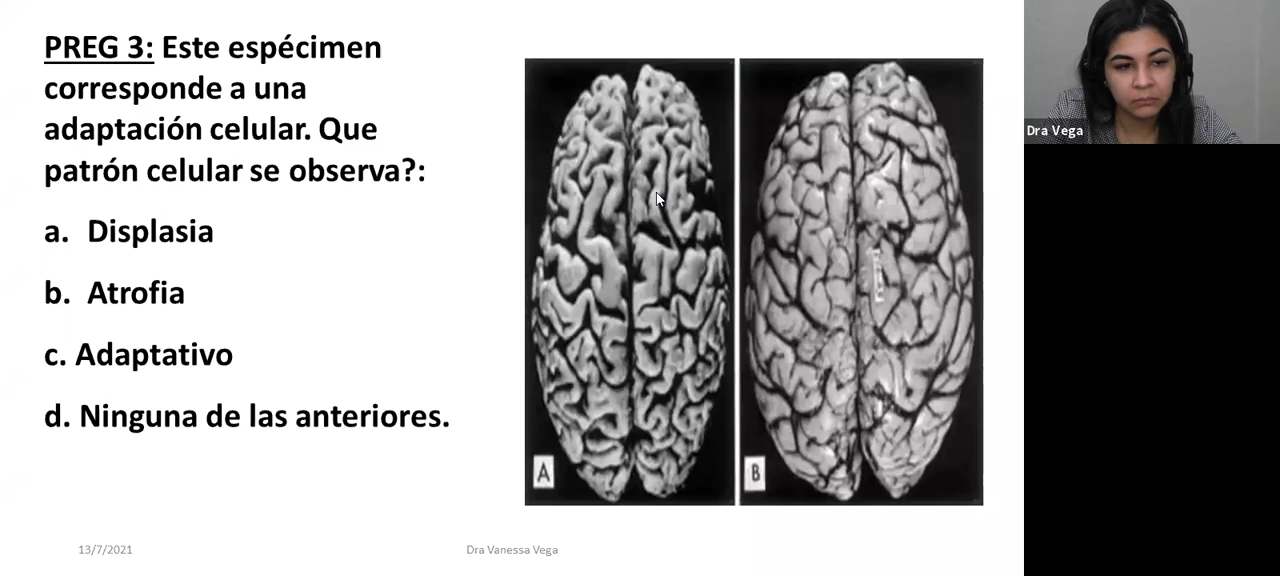 PREG 3: Este espécimen
corresponde a una
adaptación celular. Que
patrón celular se observa?:
a. Displasia
b. Atrofia
c. Adaptativo
d. Ninguna de las anteriores.
A
B
13/7/2021
Dra Vanessa Vega
Dra Vega